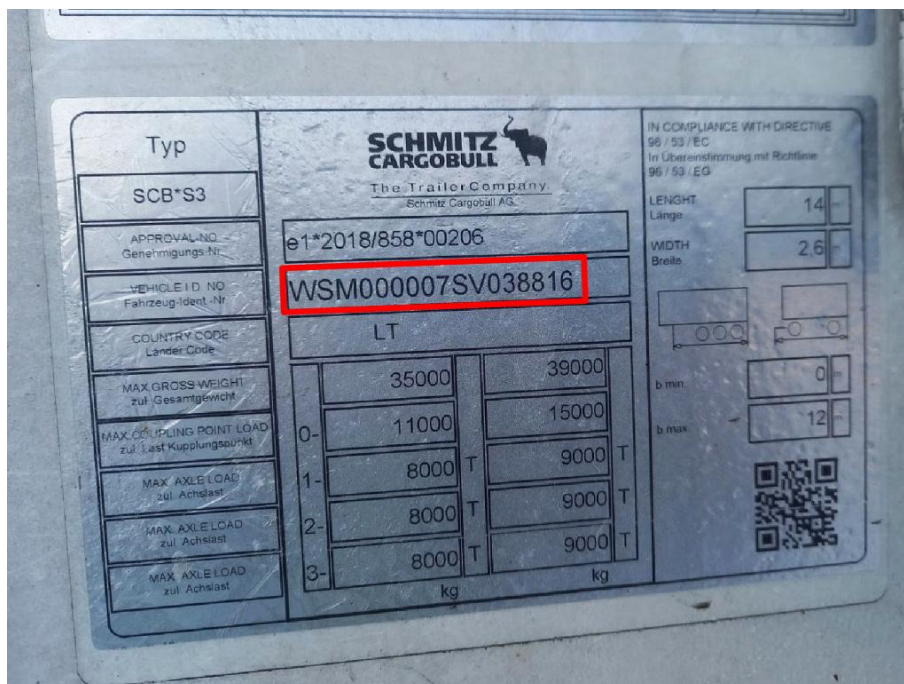 Typ
SCB*S3
APPROVAL-NO
Genehmigungs-Nr
VEHICLE I D. NO
Fahrzeug-Ident.-Nr
COUNTRY CODE
Länder Code
MAX.GROSS WEIGHT
zul. Gesamtgewicht
MAX.COUPLING POINT LOAD
zul. Last Kupplungspunkt
MAX. AXLE LOAD
zul. Achslast
MAX. AXLE LOAD
zul. Achslast
MAX. AXLE LOAD
zul. Achslast
SCHMITZ
CARGOBULL
The Trailer Company.
Schmitz Cargobull AG
e1*2018/858*00206
WSM000007SV038816
LT
35000 39000
0- 11000 15000
1- 8000 T 9000 T
2- 8000 T 9000 T
3- 8000 T 9000 T
kg kg
IN COMPLIANCE WITH DIRECTIVE
96 / 53 / EC
In Übereinstimmung mit Richtlinie
96 / 53 / EG
LENGHT
Länge
14 m
WIDTH
Breite
2,6 m
b min. 0 m
b max. 12 m